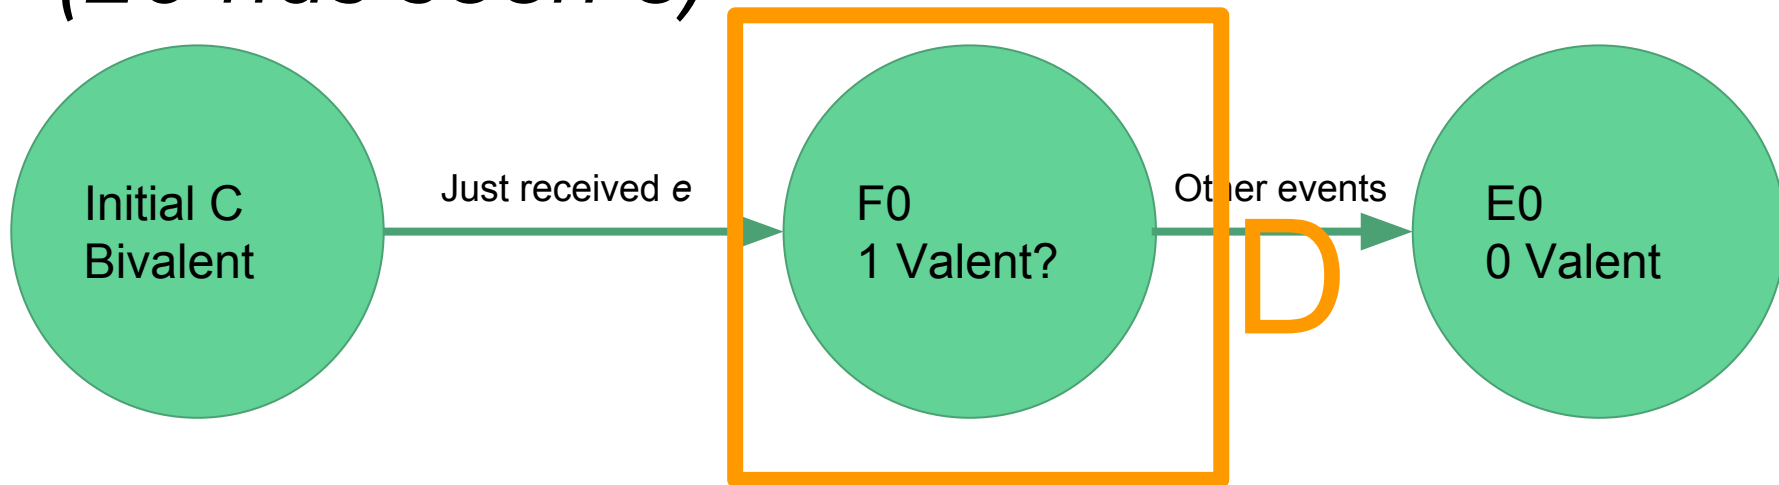 Initial C
Bivalent
Just received e
F0
1 Valent?
Other events
D
E0
0 Valent